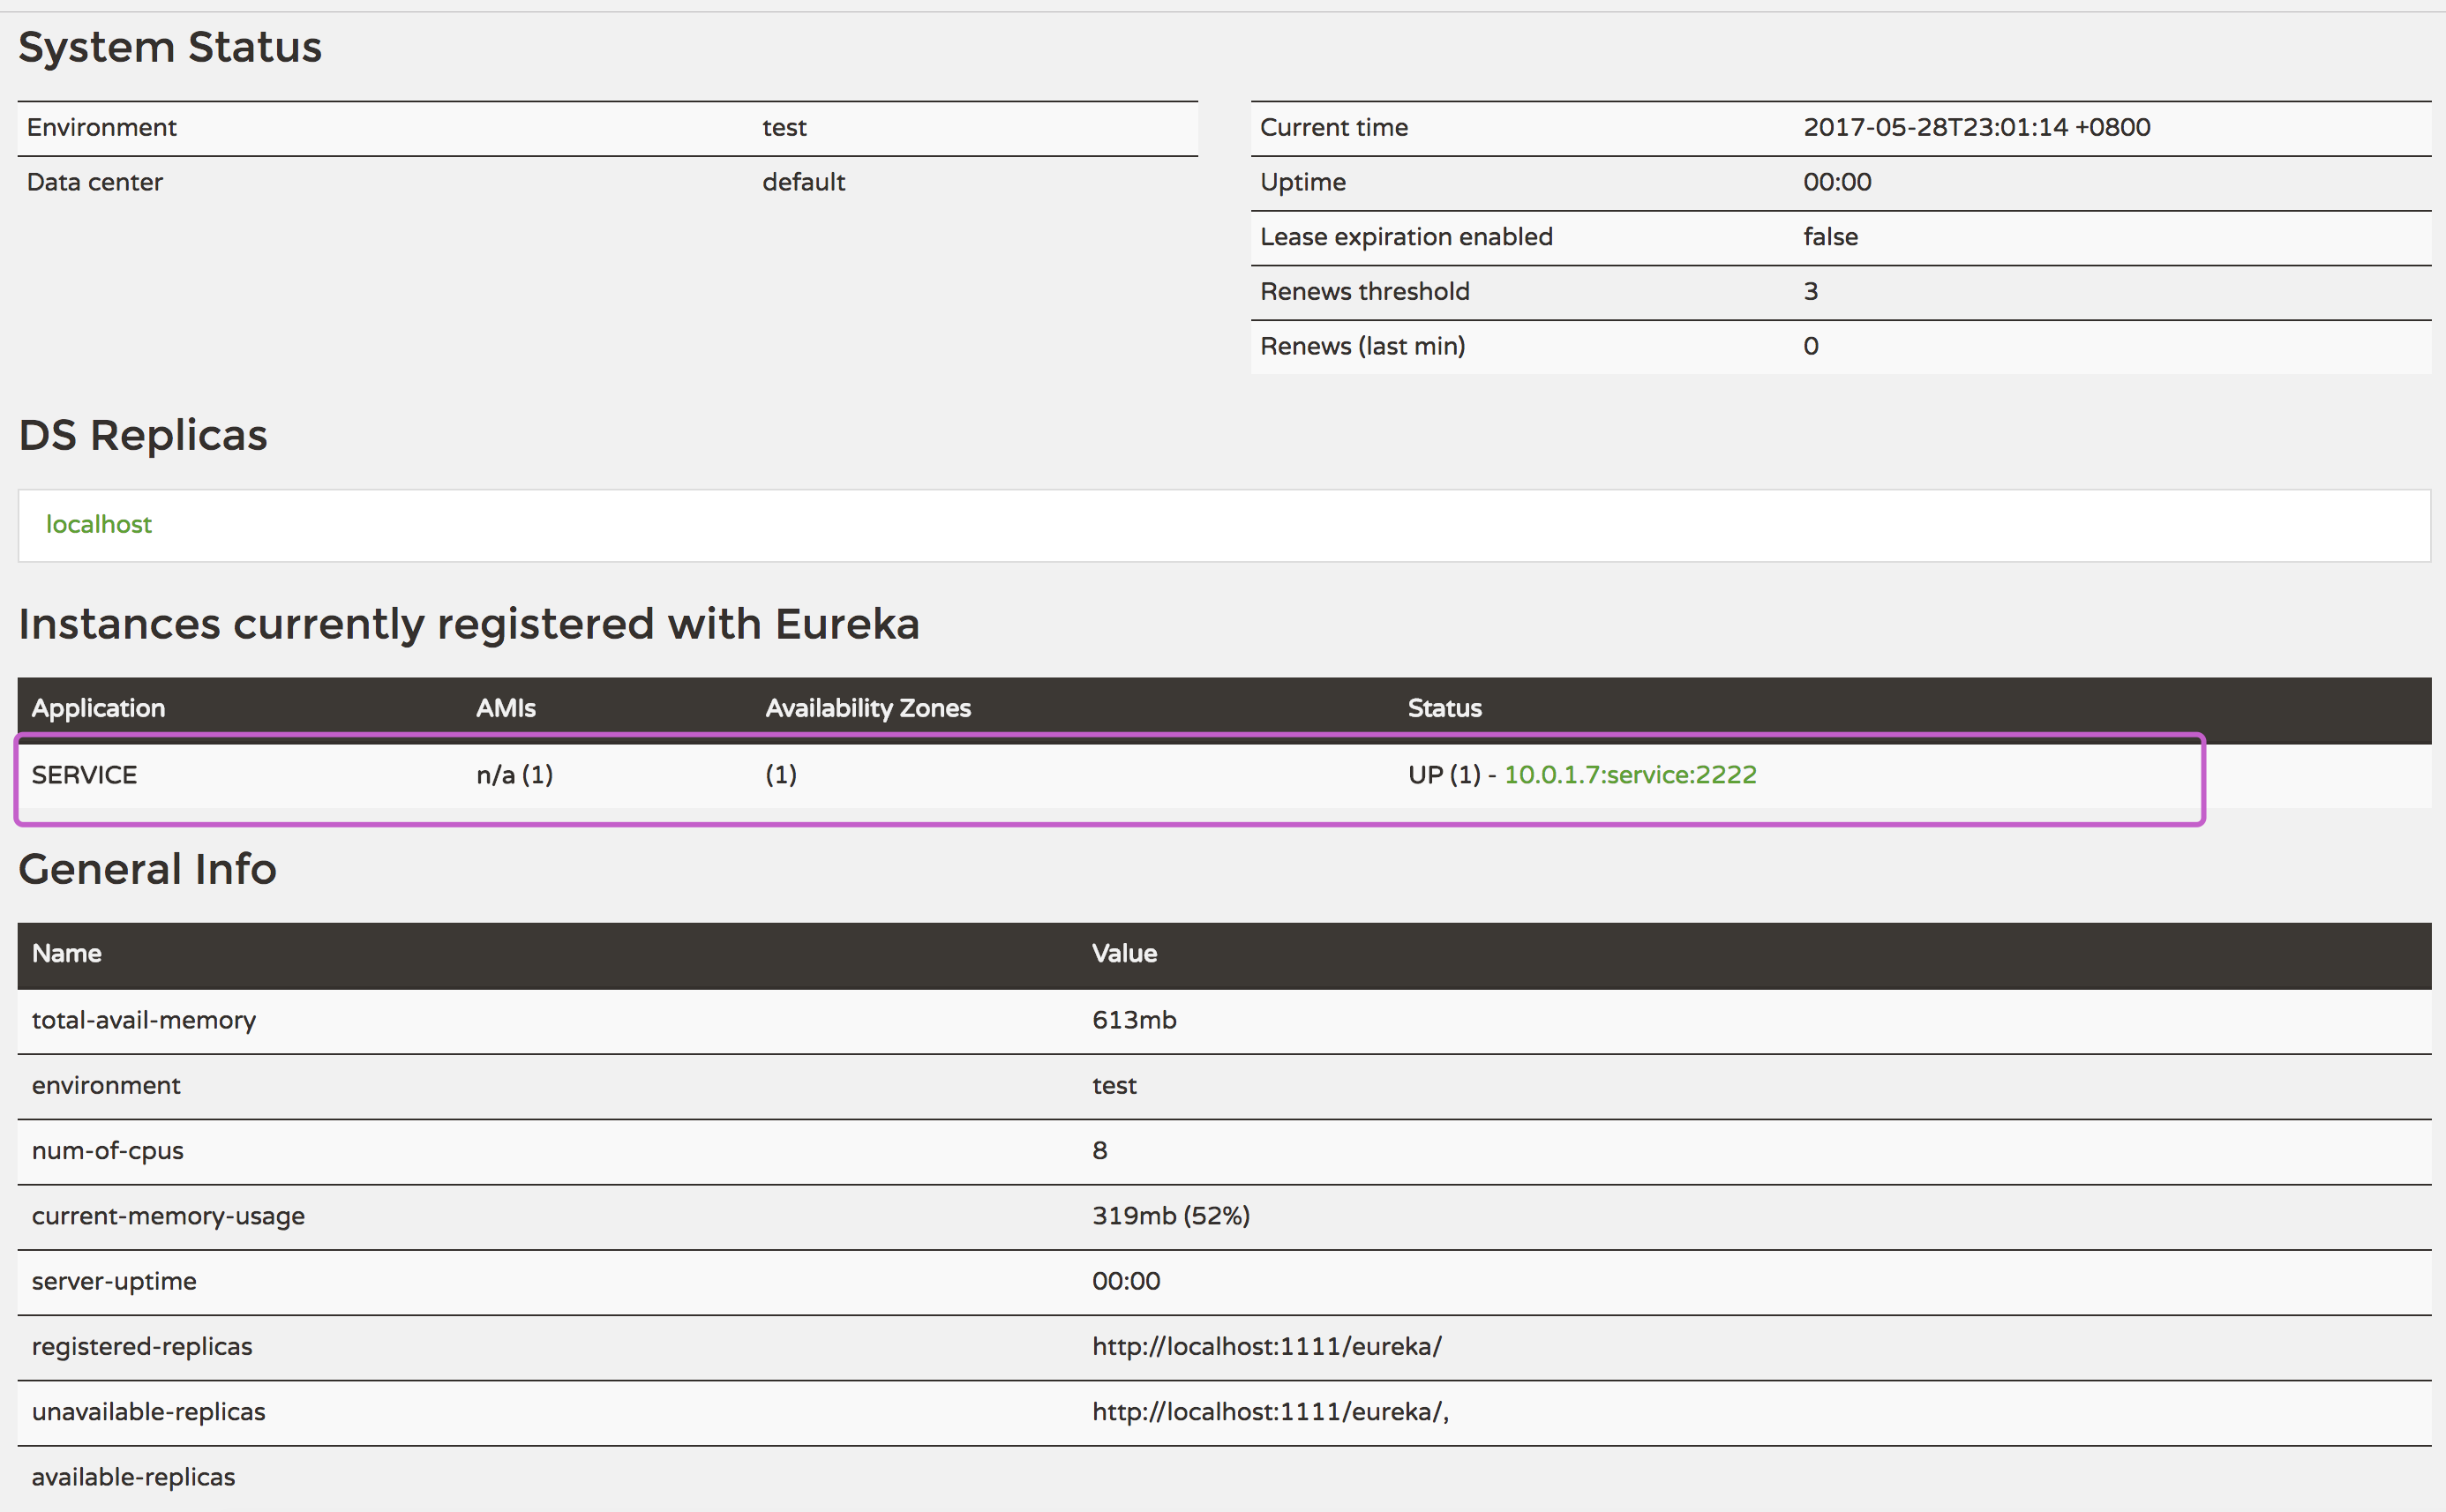 System Status
Environment test
Data center default
Current time 2017-05-28T23:01:14 +0800
Uptime 00:00
Lease expiration enabled false
Renews threshold 3
Renews (last min) 0
DS Replicas
localhost
Instances currently registered with Eureka
Application AMIs Availability Zones Status
SERVICE n/a (1) (1) UP (1) - 10.0.1.7:service:2222
General Info
Name Value
total-avail-memory 613mb
environment test
num-of-cpus 8
current-memory-usage 319mb (52%)
server-uptime 00:00
registered-replicas http://localhost:1111/eureka/
unavailable-replicas http://localhost:1111/eureka/,
available-replicas